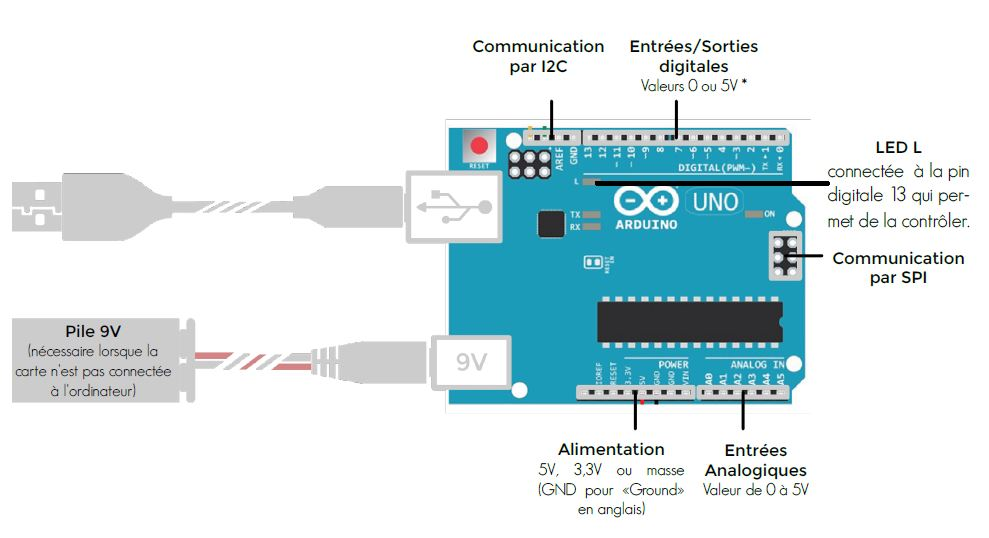 Communication
par I2C
Entrées/Sorties
digitales
Valeurs 0 ou 5V *
LED L
connectée à la pin
digitale 13 qui per-
met de la contrôler.
Communication
par SPI
RESET
AREF
GND
13
12
~11
~10
~9
8
7
~6
~5
4
~3
2
TX→1
RX←0
DIGITAL(PWM~)
L
TX
RX
ARDUINO
UNO
ON
RESET
EN
Pile 9V
(nécessaire lorsque la
carte n'est pas connectée
à l'ordinateur)
9V
POWER
ANALOG IN
IOREF
RESET
3.3V
5V
GND
GND
VIN
A0
A1
A2
A3
A4
A5
Alimentation
5V, 3,3V ou masse
(GND pour «Ground»
en anglais)
Entrées
Analogiques
Valeur de 0 à 5V